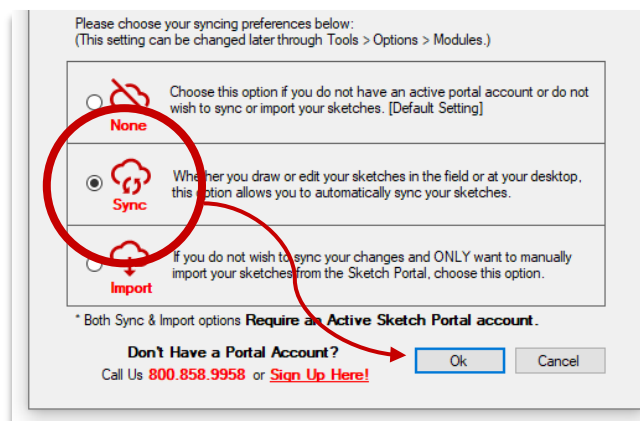 Please choose your syncing preferences below:
(This setting can be changed later through Tools > Options > Modules.)
Choose this option if you do not have an active portal account or do not
wish to sync or import your sketches. [Default Setting]
None
Whether you draw or edit your sketches in the field or at your desktop,
this option allows you to automatically sync your sketches.
Sync
If you do not wish to sync your changes and ONLY want to manually
import your sketches from the Sketch Portal, choose this option.
Import
* Both Sync & Import options Require an Active Sketch Portal account.
Don't Have a Portal Account?
Call Us 800.858.9958 or Sign Up Here!
Ok
Cancel